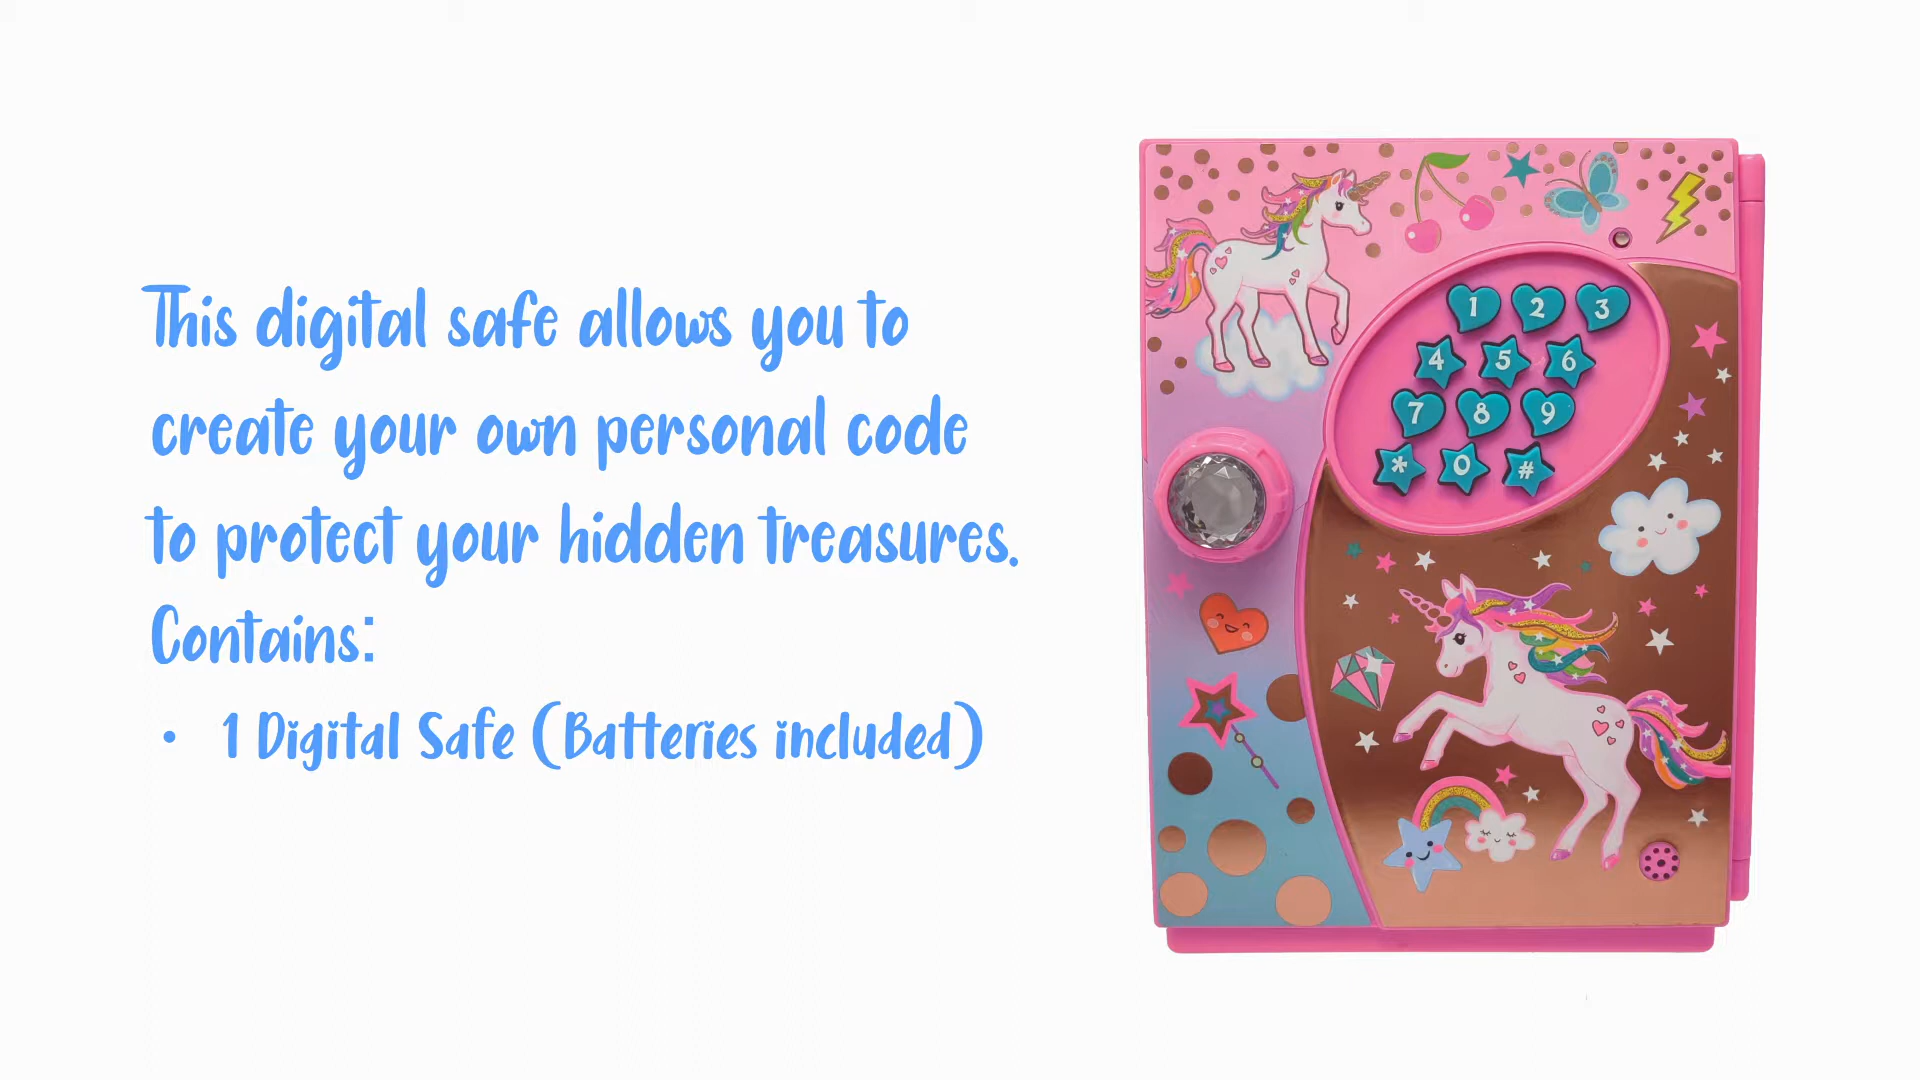 This digital safe allows you to
create your own personal code
to protect your hidden treasures.
Contains:
• 1 Digital Safe (Batteries included)
1 2 3
4 5 6
7 8 9
* 0 #